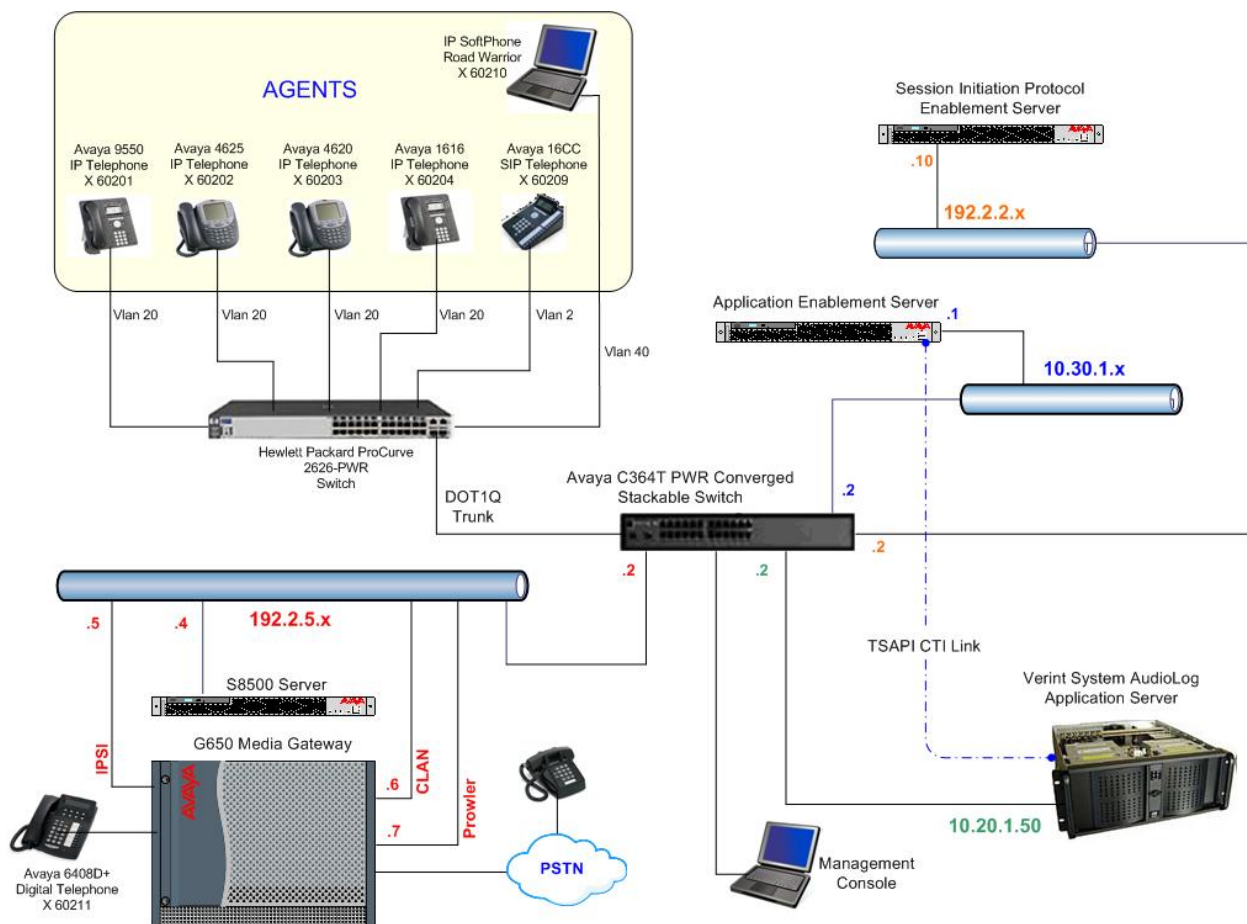 IP SoftPhone
Road Warrior
X 60210
AGENTS
Avaya 9550
IP Telephone
X 60201
Avaya 4625
IP Telephone
X 60202
Avaya 4620
IP Telephone
X 60203
Avaya 1616
IP Telephone
X 60204
Avaya 16CC
SIP Telephone
X 60209
Vlan 20
Vlan 20
Vlan 20
Vlan 20
Vlan 2
Vlan 40
Hewlett Packard ProCurve
2626-PWR
Switch
DOT1Q
Trunk
Session Initiation Protocol
Enablement Server
AVAYA
.10
192.2.2.x
Application Enablement Server
AVAYA
.1
10.30.1.x
Avaya C364T PWR Converged
Stackable Switch
.2
.2
.2
.2
192.2.5.x
.5
.4
S8500 Server
AVAYA
G650 Media Gateway
AVAYA
IPSI
.6
CLAN
.7
Prowler
PSTN
Avaya 6408D+
Digital Telephone
X 60211
TSAPI CTI Link
Verint System AudioLog
Application Server
10.20.1.50
Management
Console